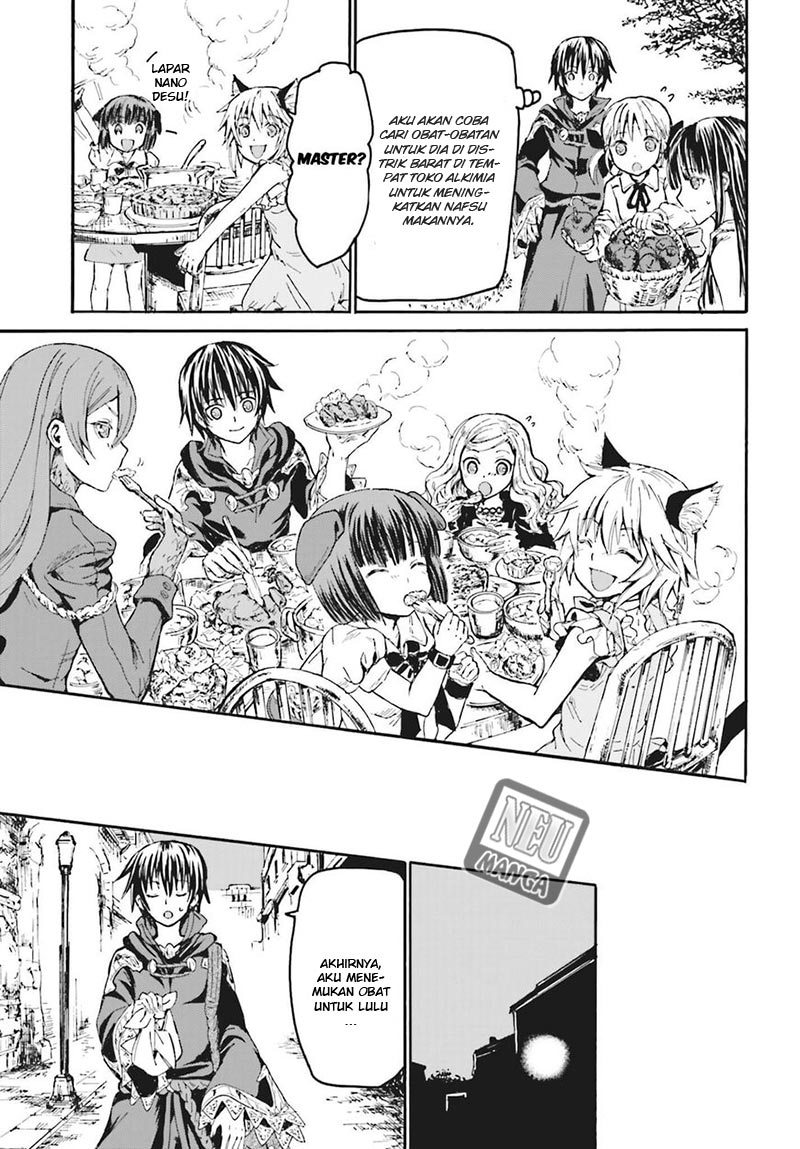 AKU AKAN COBA
CARI OBAT-OBATAN
UNTUK DIA DI DIS-
TRIK BARAT DI TEM-
PAT TOKO ALKIMIA
UNTUK MENING-
KATKAN NAFSU
MAKANNYA.
MASTER?
LAPAR
NANO
DESU!
NEU
MANGA
AKHIRNYA,
AKU MENE-
MUKAN OBAT
UNTUK LULU
...